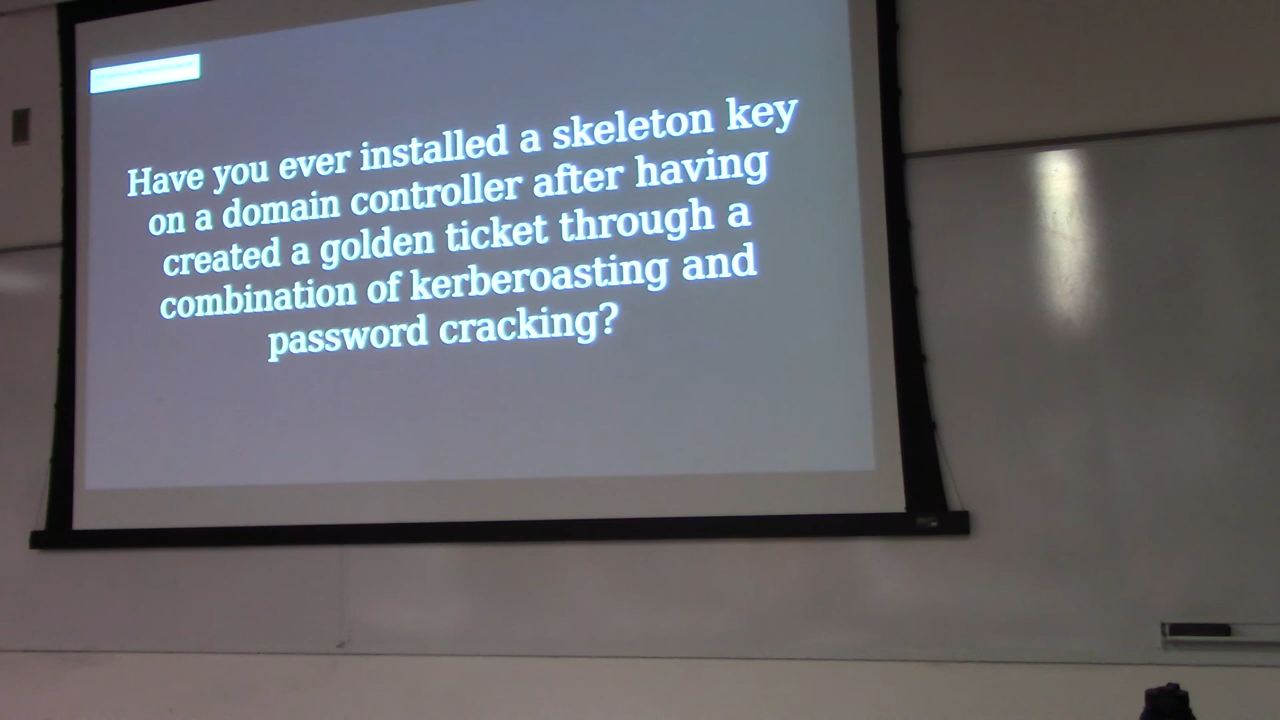 Have you ever installed a skeleton key
on a domain controller after having
created a golden ticket through a
combination of kerberoasting and
password cracking?